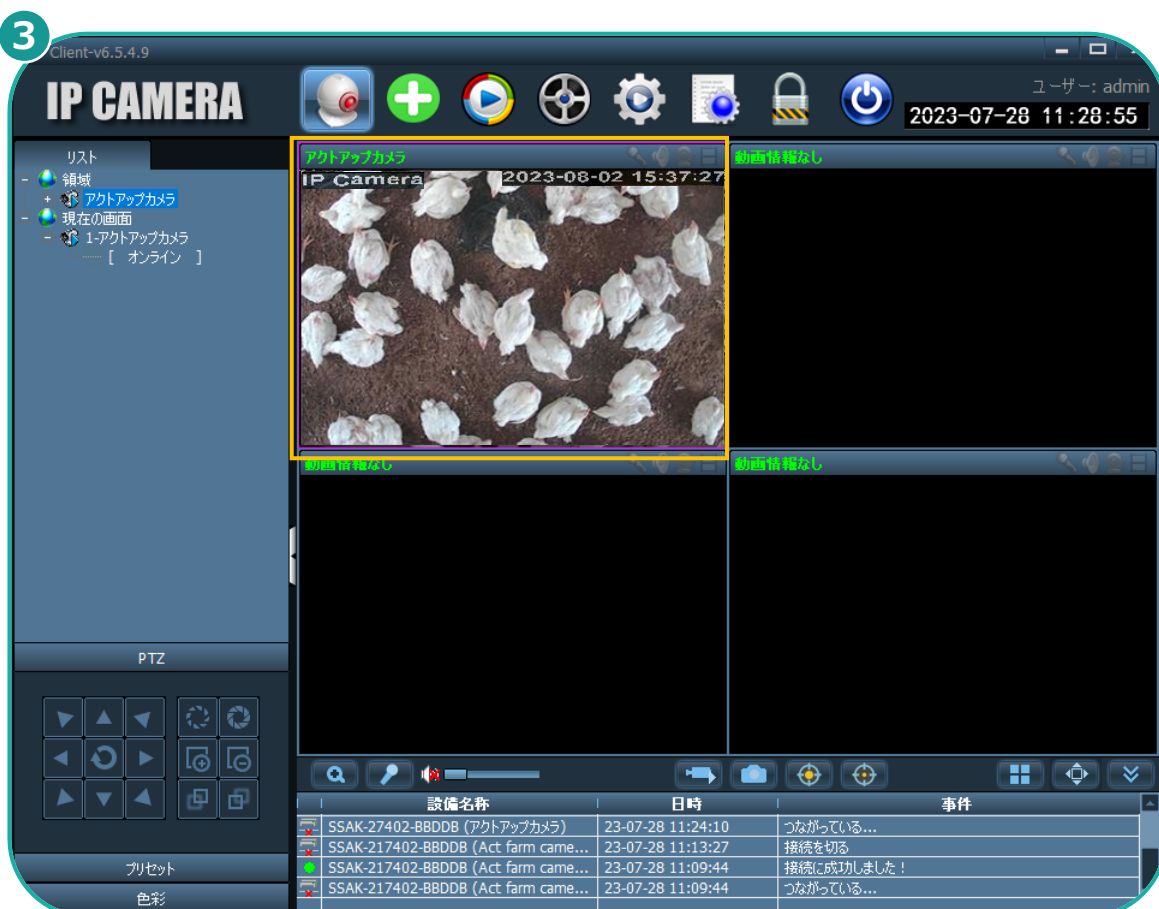 3
Client-v6.5.4.9
IP CAMERA
ユーザー: admin
2023-07-28 11:28:55
リスト
- 領域
+ アクトアップカメラ
- 現在の画面
- 1-アクトアップカメラ
[ オンライン ]
アクトアップカメラ
IP Camera
2023-08-02 15:37:27
動画情報なし
動画情報なし
動画情報なし
PTZ
プリセット
色彩
設備名称 日時 事件
SSAK-27402-BBDDB (アクトアップカメラ) 23-07-28 11:24:10 つながっている...
SSAK-217402-BBDDB (Act farm came... 23-07-28 11:13:27 接続を切る
SSAK-217402-BBDDB (Act farm came... 23-07-28 11:09:44 接続に成功しました!
SSAK-217402-BBDDB (Act farm came... 23-07-28 11:09:44 つながっている...